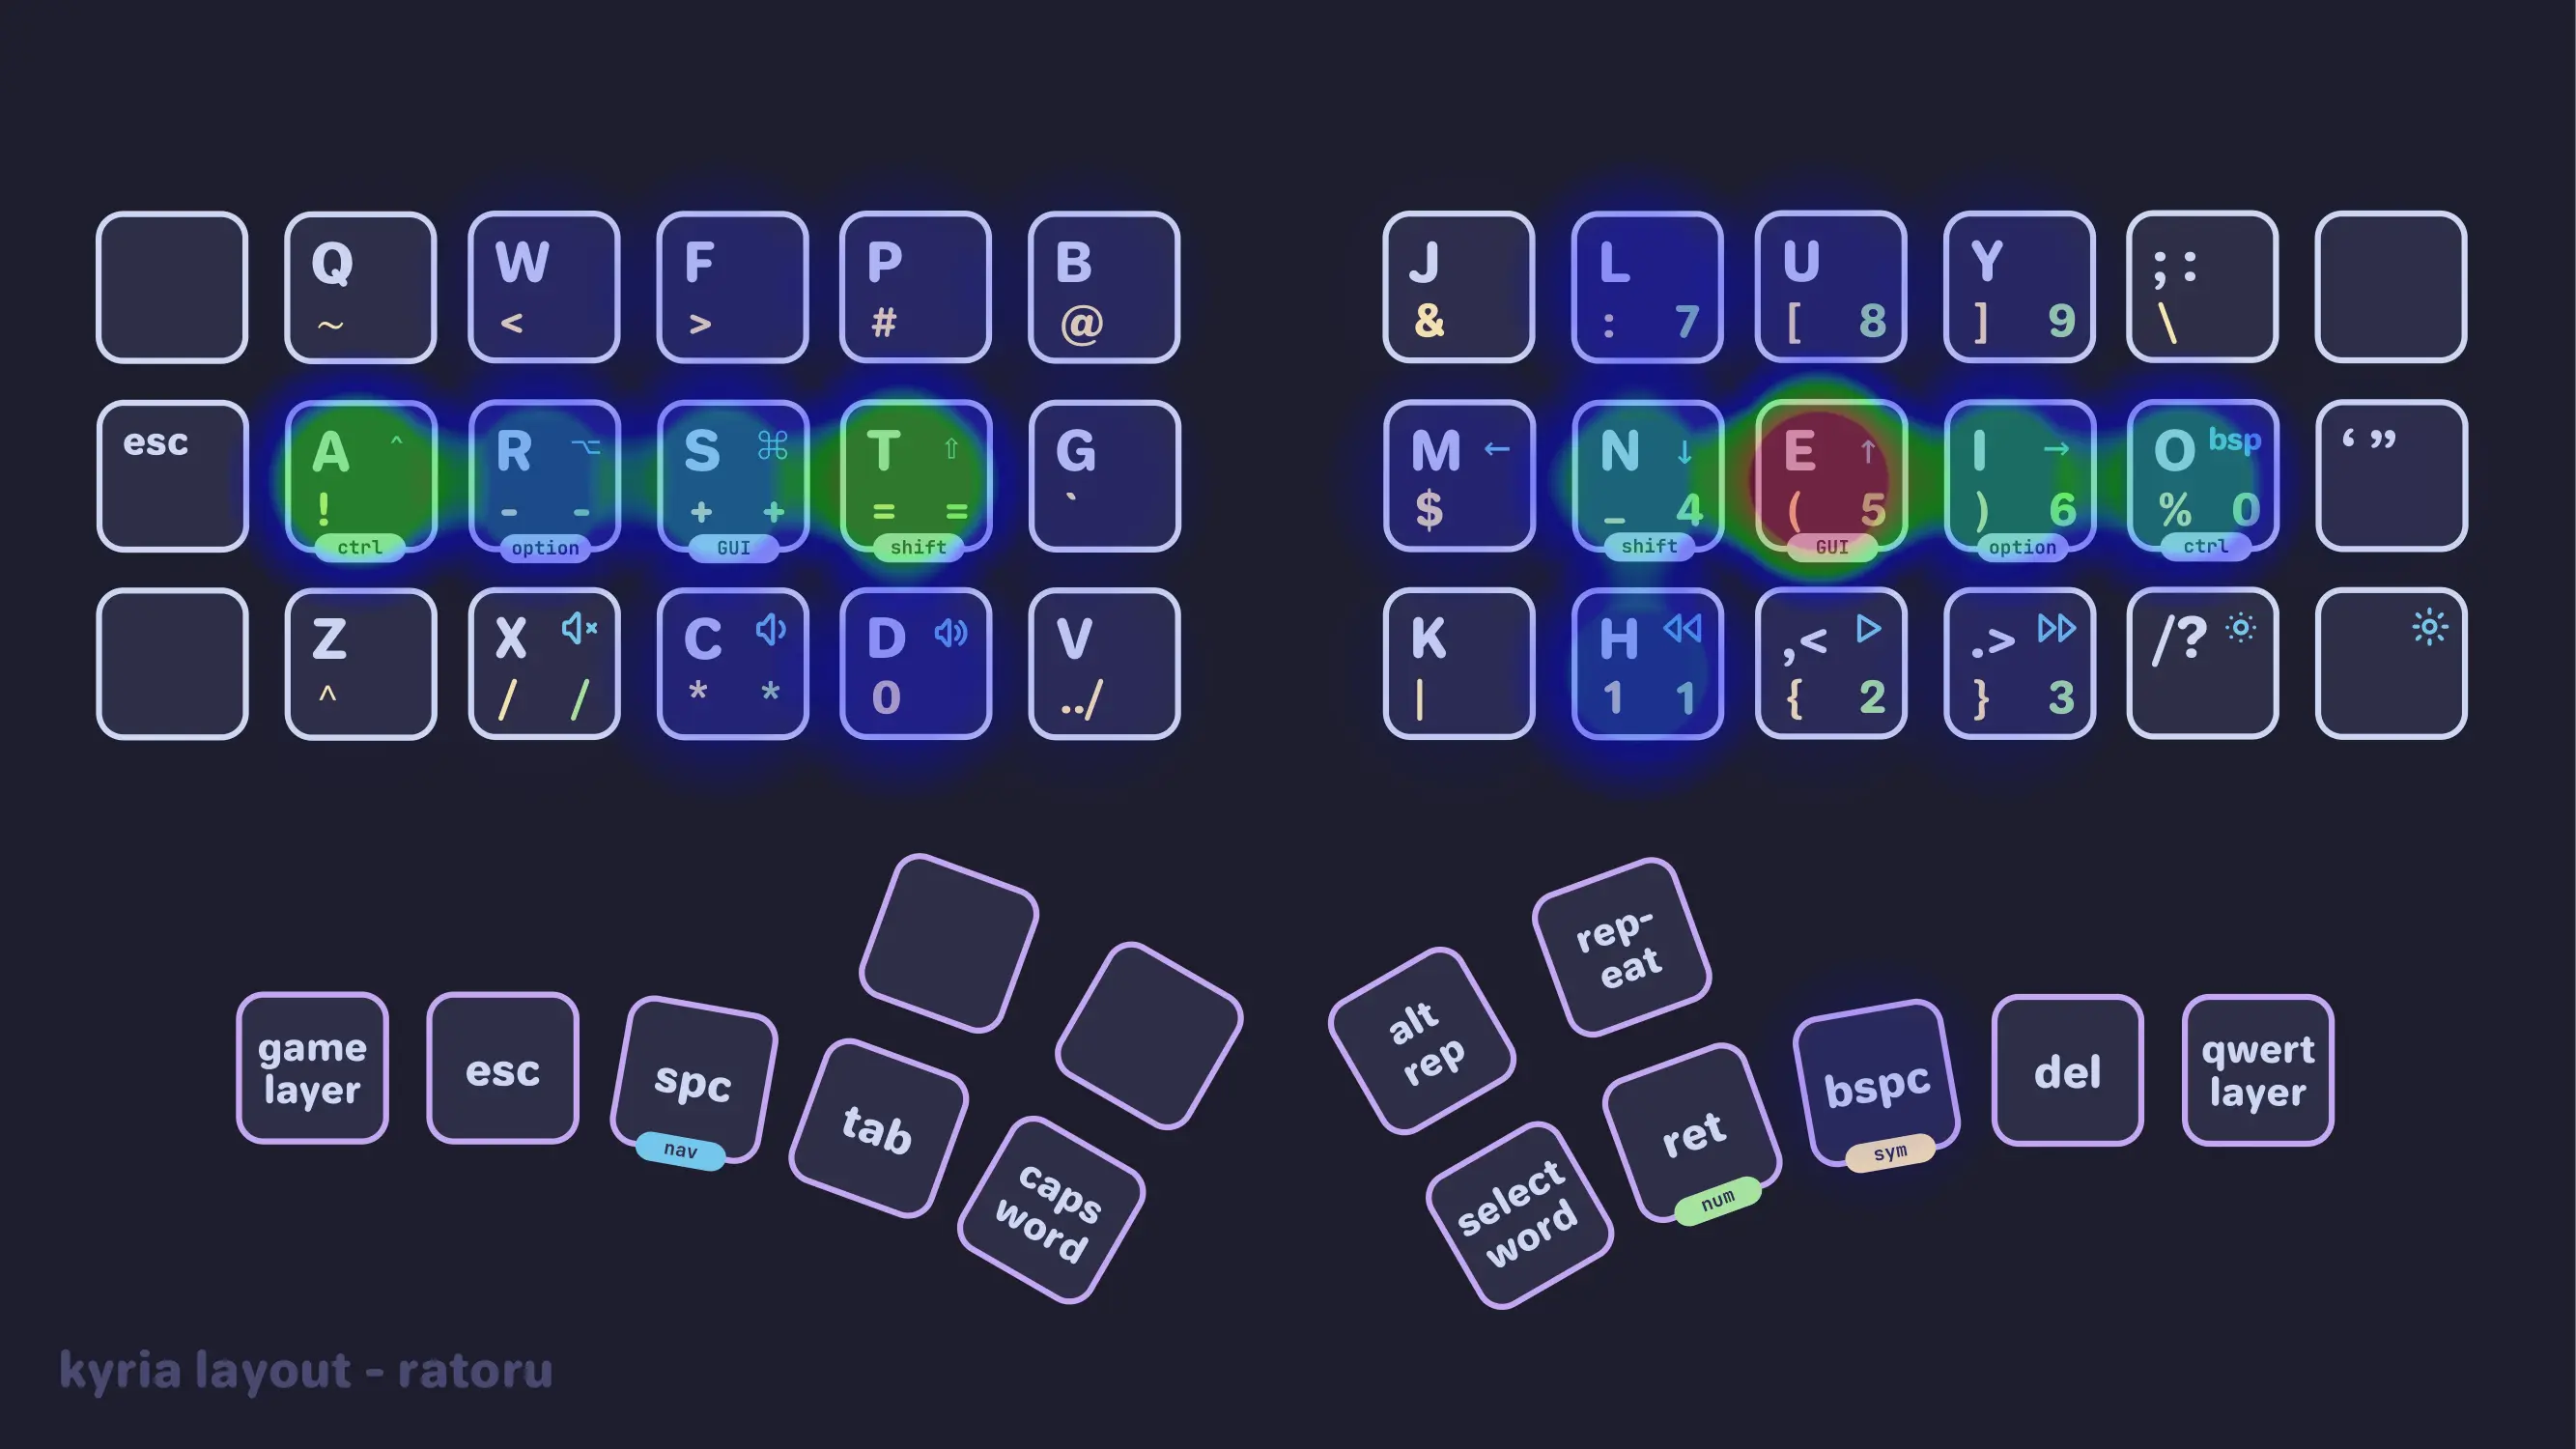 Q W F P B J L U Y ; :
~ < > # @ & : 7 [ 8 ] 9 \
esc A ^ R ⌥ S ⌘ T ⇧ G M ← N ↓ E ↑ I → O bsp ‘ ”
! - - + + = = ` $ _ 4 ( 5 ) 6 % 0
ctrl option GUI shift shift GUI option ctrl
Z X C D V K H ,< .> /?
^ / / * * 0 ../ | 1 1 { 2 } 3
game
layer
esc
spc
nav
tab
caps
word
alt
rep
rep-
eat
select
word
ret
num
bspc
sym
del
qwert
layer
kyria layout - ratoru